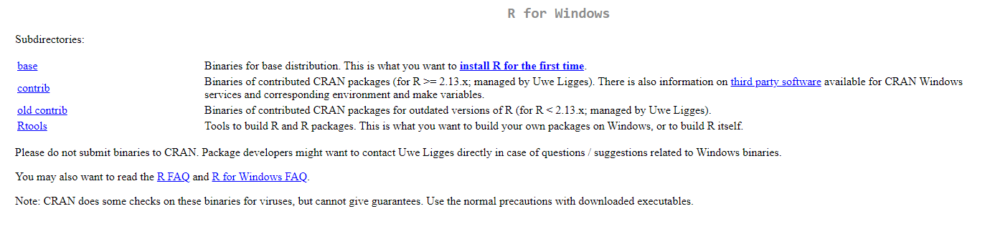 R for Windows
Subdirectories:
base Binaries for base distribution. This is what you want to install R for the first time.
contrib Binaries of contributed CRAN packages (for R >= 2.13.x; managed by Uwe Ligges). There is also information on third party software available for CRAN Windows
services and corresponding environment and make variables.
old contrib Binaries of contributed CRAN packages for outdated versions of R (for R < 2.13.x; managed by Uwe Ligges).
Rtools Tools to build R and R packages. This is what you want to build your own packages on Windows, or to build R itself.
Please do not submit binaries to CRAN. Package developers might want to contact Uwe Ligges directly in case of questions / suggestions related to Windows binaries.
You may also want to read the R FAQ and R for Windows FAQ.
Note: CRAN does some checks on these binaries for viruses, but cannot give guarantees. Use the normal precautions with downloaded executables.